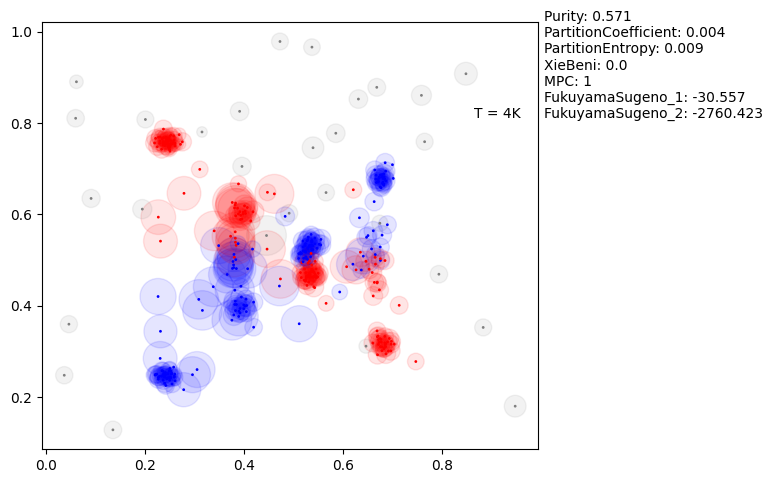 Purity: 0.571
PartitionCoefficient: 0.004
PartitionEntropy: 0.009
XieBeni: 0.0
MPC: 1
FukuyamaSugeno_1: -30.557
FukuyamaSugeno_2: -2760.423
T = 4K
1.0
0.8
0.6
0.4
0.2
0.0 0.2 0.4 0.6 0.8